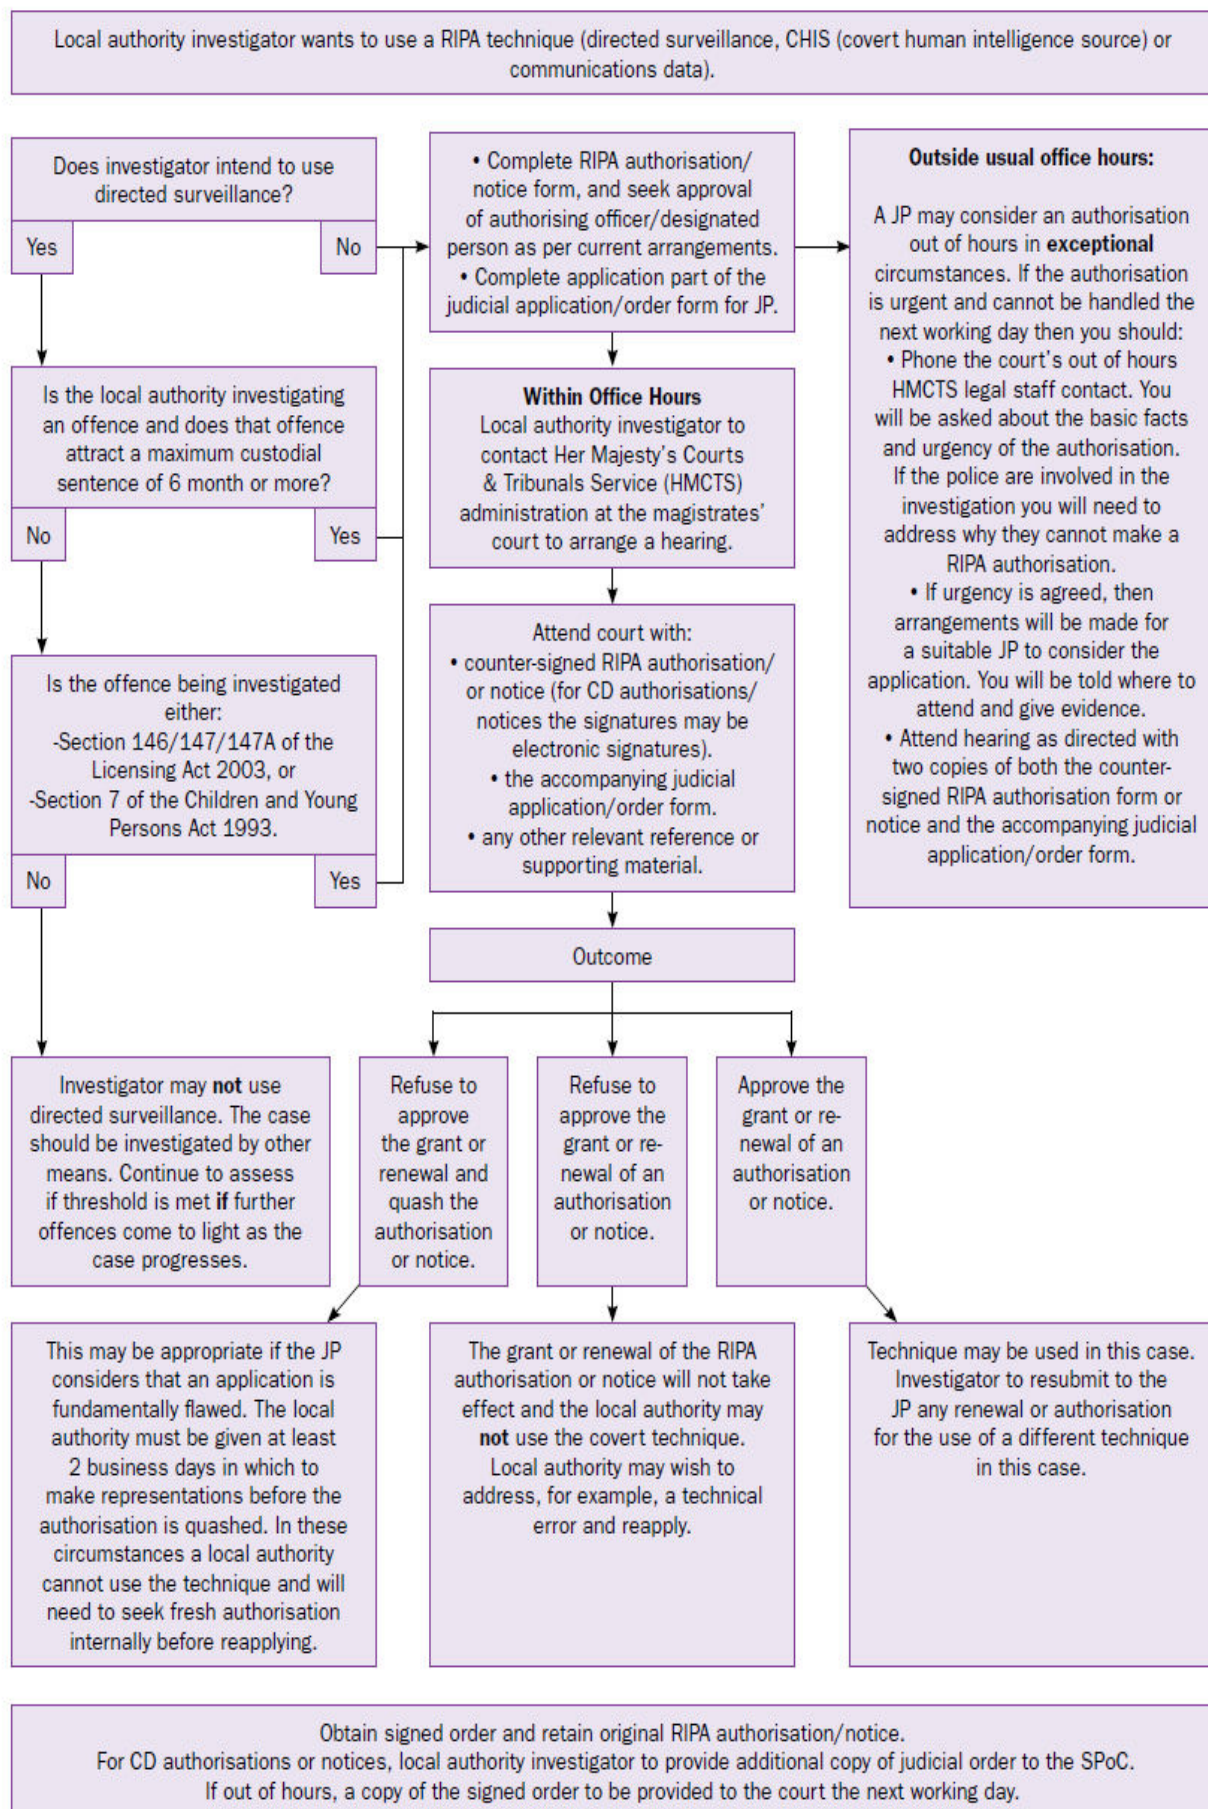 Local authority investigator wants to use a RIPA technique (directed surveillance, CHIS (covert human intelligence source) or
communications data).
Does investigator intend to use
directed surveillance?
Yes
No
Is the local authority investigating
an offence and does that offence
attract a maximum custodial
sentence of 6 month or more?
No
Yes
Is the offence being investigated
either:
-Section 146/147/147A of the
Licensing Act 2003, or
-Section 7 of the Children and Young
Persons Act 1993.
No
Yes
• Complete RIPA authorisation/
notice form, and seek approval
of authorising officer/designated
person as per current arrangements.
• Complete application part of the
judicial application/order form for JP.
Within Office Hours
Local authority investigator to
contact Her Majesty's Courts
& Tribunals Service (HMCTS)
administration at the magistrates'
court to arrange a hearing.
Attend court with:
• counter-signed RIPA authorisation/
or notice (for CD authorisations/
notices the signatures may be
electronic signatures).
• the accompanying judicial
application/order form.
• any other relevant reference or
supporting material.
Outside usual office hours:
A JP may consider an authorisation
out of hours in exceptional
circumstances. If the authorisation
is urgent and cannot be handled the
next working day then you should:
• Phone the court's out of hours
HMCTS legal staff contact. You
will be asked about the basic facts
and urgency of the authorisation.
If the police are involved in the
investigation you will need to
address why they cannot make a
RIPA authorisation.
• If urgency is agreed, then
arrangements will be made for
a suitable JP to consider the
application. You will be told where to
attend and give evidence.
• Attend hearing as directed with
two copies of both the counter-
signed RIPA authorisation form or
notice and the accompanying judicial
application/order form.
Outcome
Investigator may not use
directed surveillance. The case
should be investigated by other
means. Continue to assess
if threshold is met if further
offences come to light as the
case progresses.
Refuse to
approve
the grant or
renewal and
quash the
authorisation
or notice.
Refuse to
approve the
grant or re-
newal of an
authorisation
or notice.
Approve the
grant or re-
newal of an
authorisation
or notice.
This may be appropriate if the JP
considers that an application is
fundamentally flawed. The local
authority must be given at least
2 business days in which to
make representations before the
authorisation is quashed. In these
circumstances a local authority
cannot use the technique and will
need to seek fresh authorisation
internally before reapplying.
The grant or renewal of the RIPA
authorisation or notice will not take
effect and the local authority may
not use the covert technique.
Local authority may wish to
address, for example, a technical
error and reapply.
Technique may be used in this case.
Investigator to resubmit to the
JP any renewal or authorisation
for the use of a different technique
in this case.
Obtain signed order and retain original RIPA authorisation/notice.
For CD authorisations or notices, local authority investigator to provide additional copy of judicial order to the SPoC.
If out of hours, a copy of the signed order to be provided to the court the next working day.